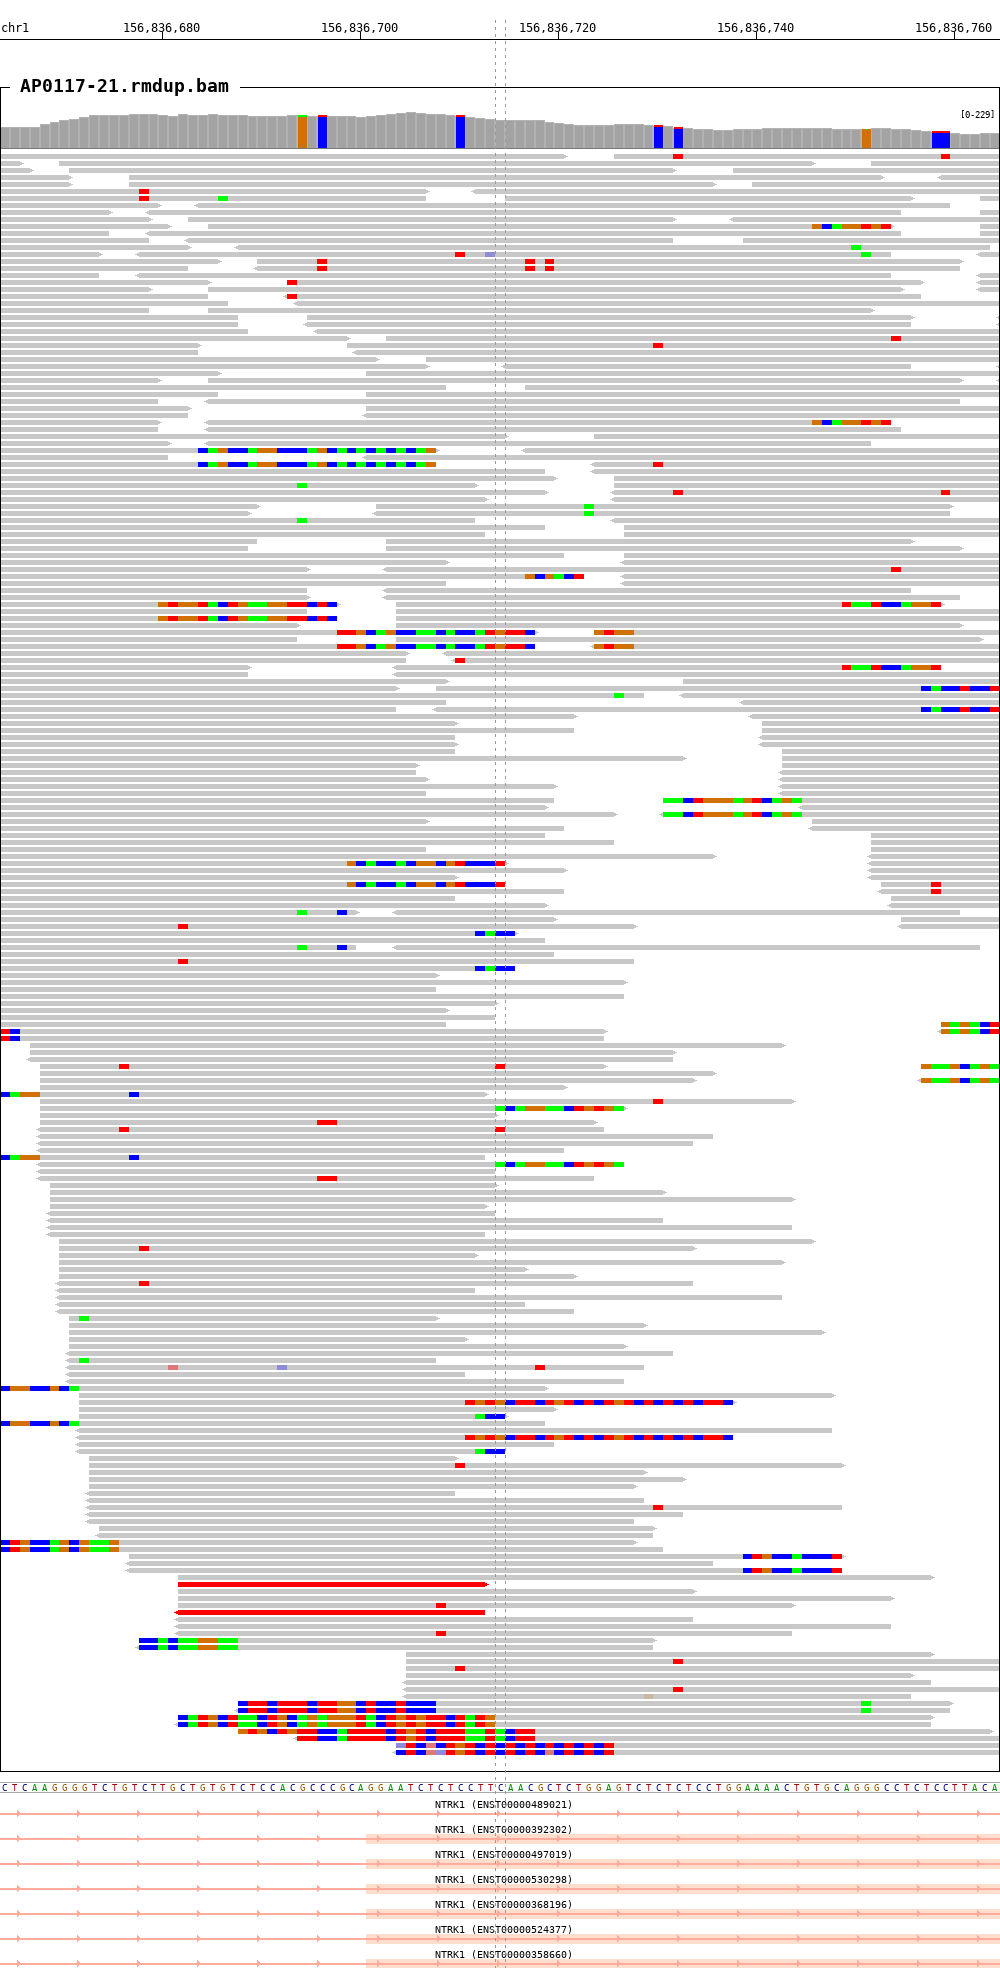 chr1 156,836,680 156,836,700 156,836,720 156,836,740 156,836,760
AP0117-21.rmdup.bam
[0-229]
CTCAAGGGGTCTGTCTTGCTGTGTCTCCACGCCCGCAGGAATCTCTCCTTCAACGCTCTGGAGTCTCTCTCCTGGAAAACTGTGCAGGGCCTCTCCTTACA
NTRK1 (ENST00000489021)
NTRK1 (ENST00000392302)
NTRK1 (ENST00000497019)
NTRK1 (ENST00000530298)
NTRK1 (ENST00000368196)
NTRK1 (ENST00000524377)
NTRK1 (ENST00000358660)